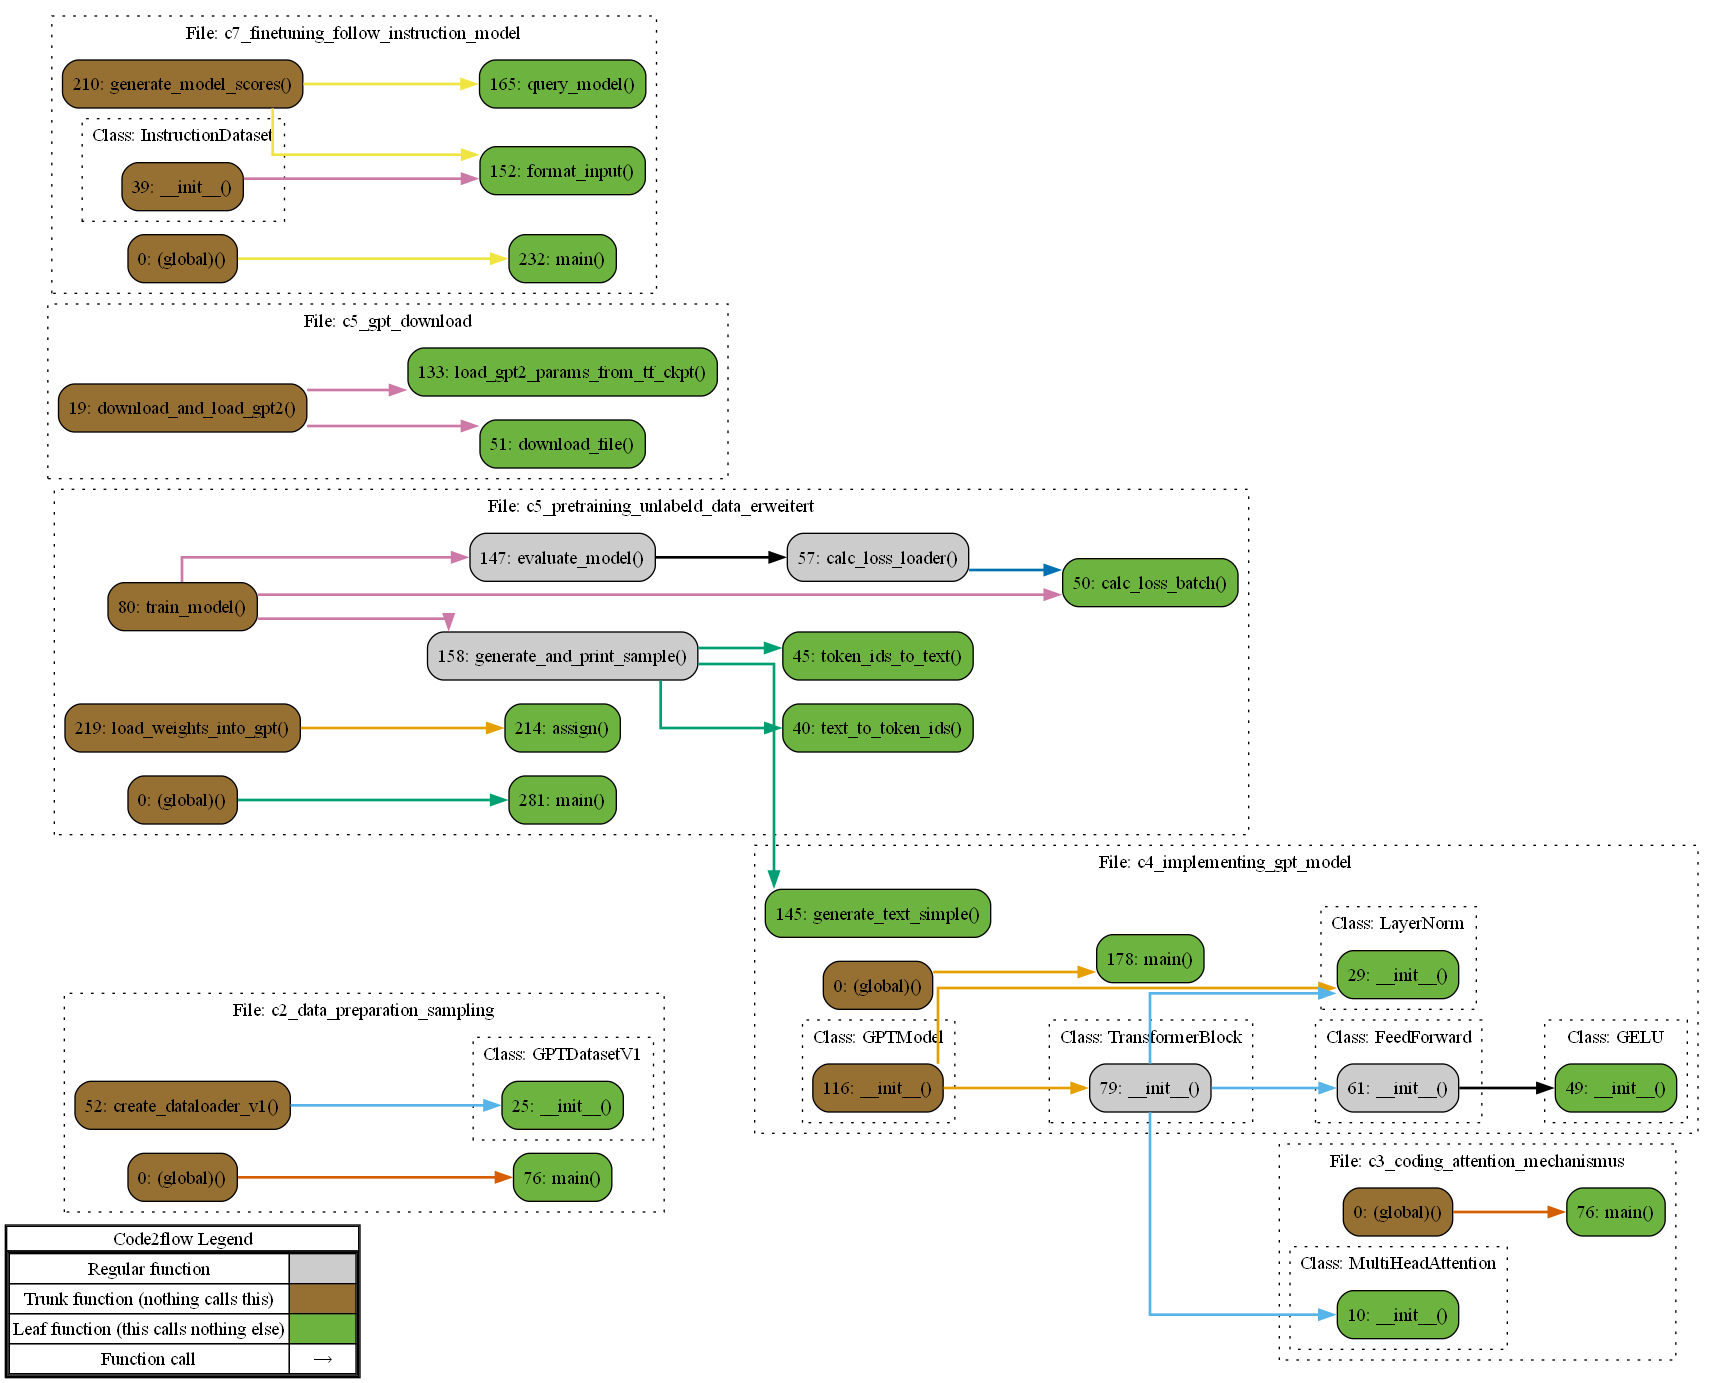 File: c7_finetuning_follow_instruction_model
210: generate_model_scores()
165: query_model()
Class: InstructionDataset
39: __init__()
152: format_input()
0: (global)()
232: main()
File: c5_gpt_download
133: load_gpt2_params_from_tf_ckpt()
19: download_and_load_gpt2()
51: download_file()
File: c5_pretraining_unlabeld_data_erweitert
147: evaluate_model()
57: calc_loss_loader()
50: calc_loss_batch()
80: train_model()
158: generate_and_print_sample()
45: token_ids_to_text()
219: load_weights_into_gpt()
214: assign()
40: text_to_token_ids()
0: (global)()
281: main()
File: c4_implementing_gpt_model
145: generate_text_simple()
Class: LayerNorm
178: main()
29: __init__()
0: (global)()
Class: GPTModel
Class: TransformerBlock
Class: FeedForward
Class: GELU
116: __init__()
79: __init__()
61: __init__()
49: __init__()
File: c2_data_preparation_sampling
Class: GPTDatasetV1
52: create_dataloader_v1()
25: __init__()
0: (global)()
76: main()
File: c3_coding_attention_mechanismus
0: (global)()
76: main()
Class: MultiHeadAttention
10: __init__()
Code2flow Legend
Regular function
Trunk function (nothing calls this)
Leaf function (this calls nothing else)
Function call →